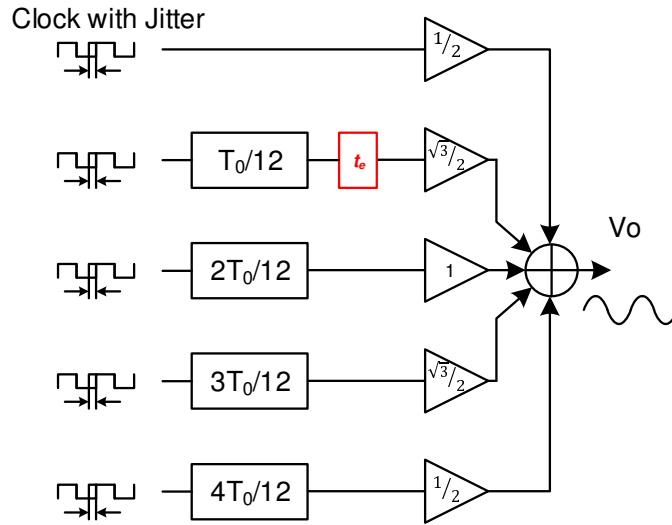 Clock with Jitter
1/2
T₀/12
tₑ
√3/2
Vo
2T₀/12
1
3T₀/12
√3/2
4T₀/12
1/2